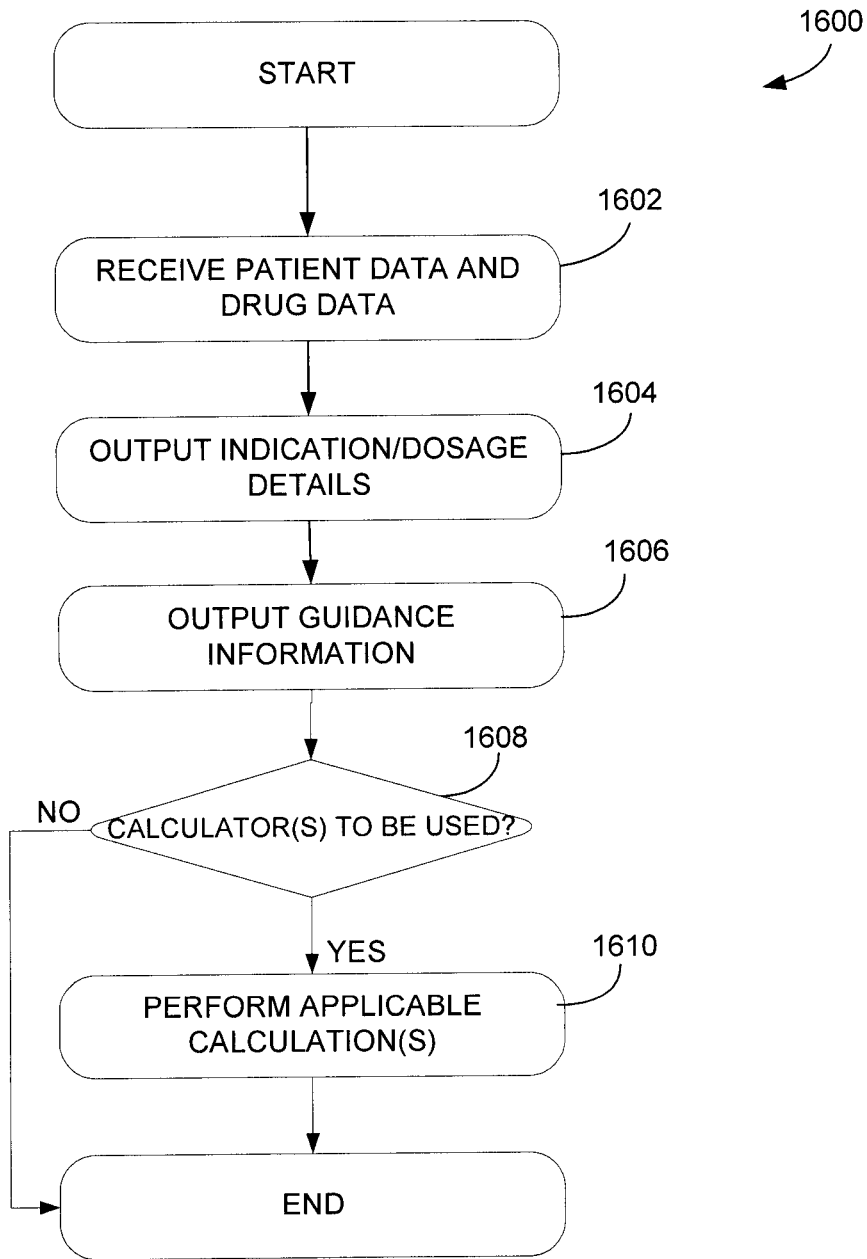 1600
START
1602
RECEIVE PATIENT DATA AND
DRUG DATA
1604
OUTPUT INDICATION/DOSAGE
DETAILS
1606
OUTPUT GUIDANCE
INFORMATION
1608
NO
CALCULATOR(S) TO BE USED?
YES
1610
PERFORM APPLICABLE
CALCULATION(S)
END